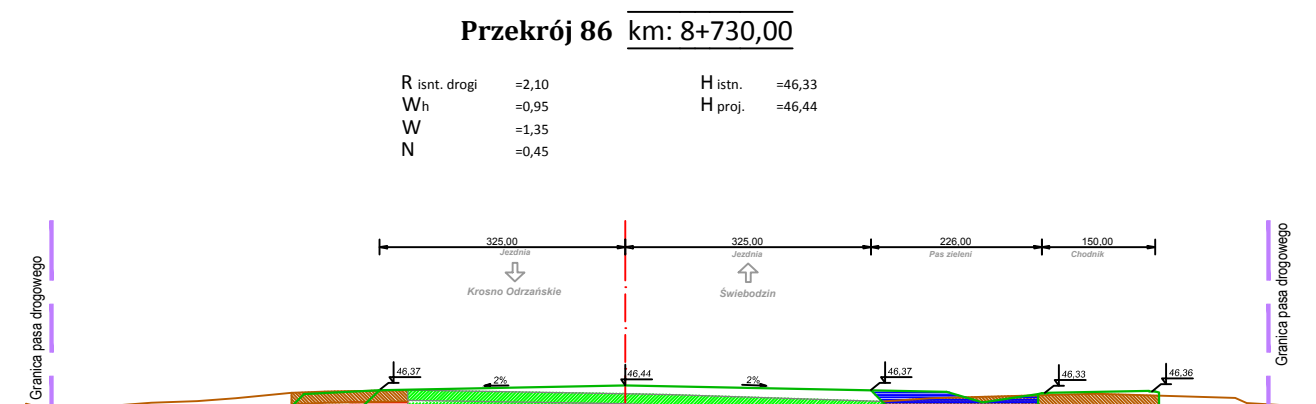 Przekrój 86 km: 8+730,00
R isnt. drogi =2,10 H istn. =46,33
Wh =0,95 H proj. =46,44
W =1,35
N =0,45
Granica pasa drogowego
325,00 325,00 226,00 150,00
Jezdnia Jezdnia Pas zieleni Chodnik
Krosno Odrzańskie Świebodzin
Granica pasa drogowego
46,37 2% 46,44 2% 46,37 46,33 46,36